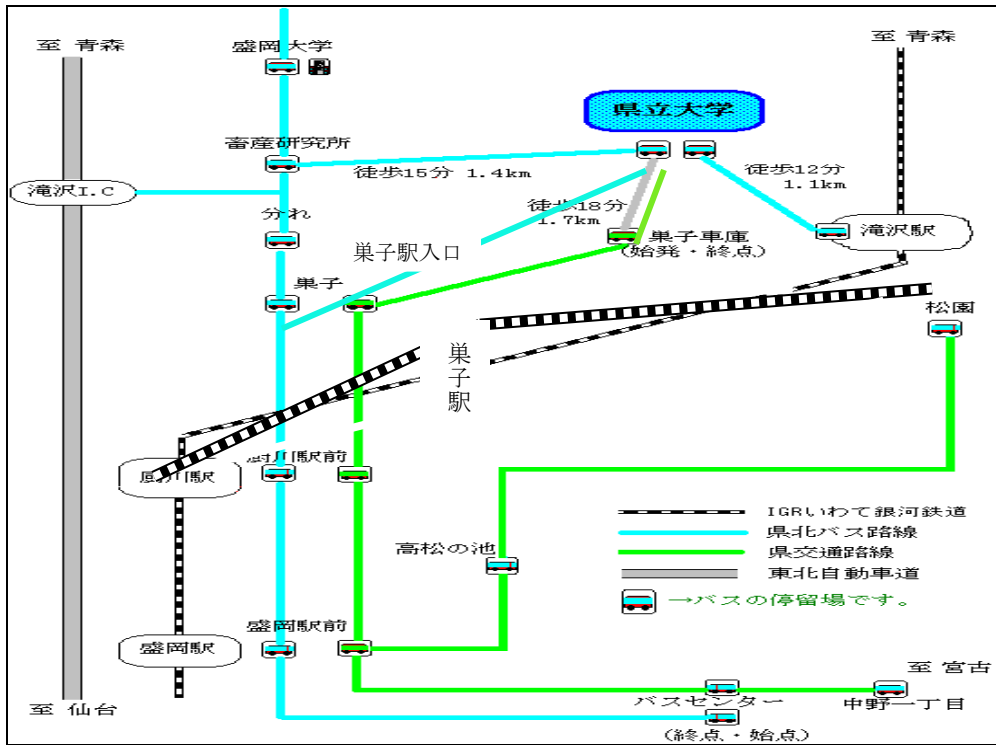 至 青森
盛岡大学
至 青森
県立大学
畜産研究所
徒歩15分 1.4km
徒歩12分
1.1km
滝沢I.C
徒歩18分
1.7km
分れ
巣子駅入口
巣子車庫
(始発・終点)
滝沢駅
巣子
松園
巣子駅
厨川駅
厨川駅前
IGRいわて銀河鉄道
県北バス路線
県交通路線
東北自動車道
→バスの停留場です。
高松の池
盛岡駅前
盛岡駅
至 宮古
バスセンター
中野一丁目
至 仙台
(終点・始点)